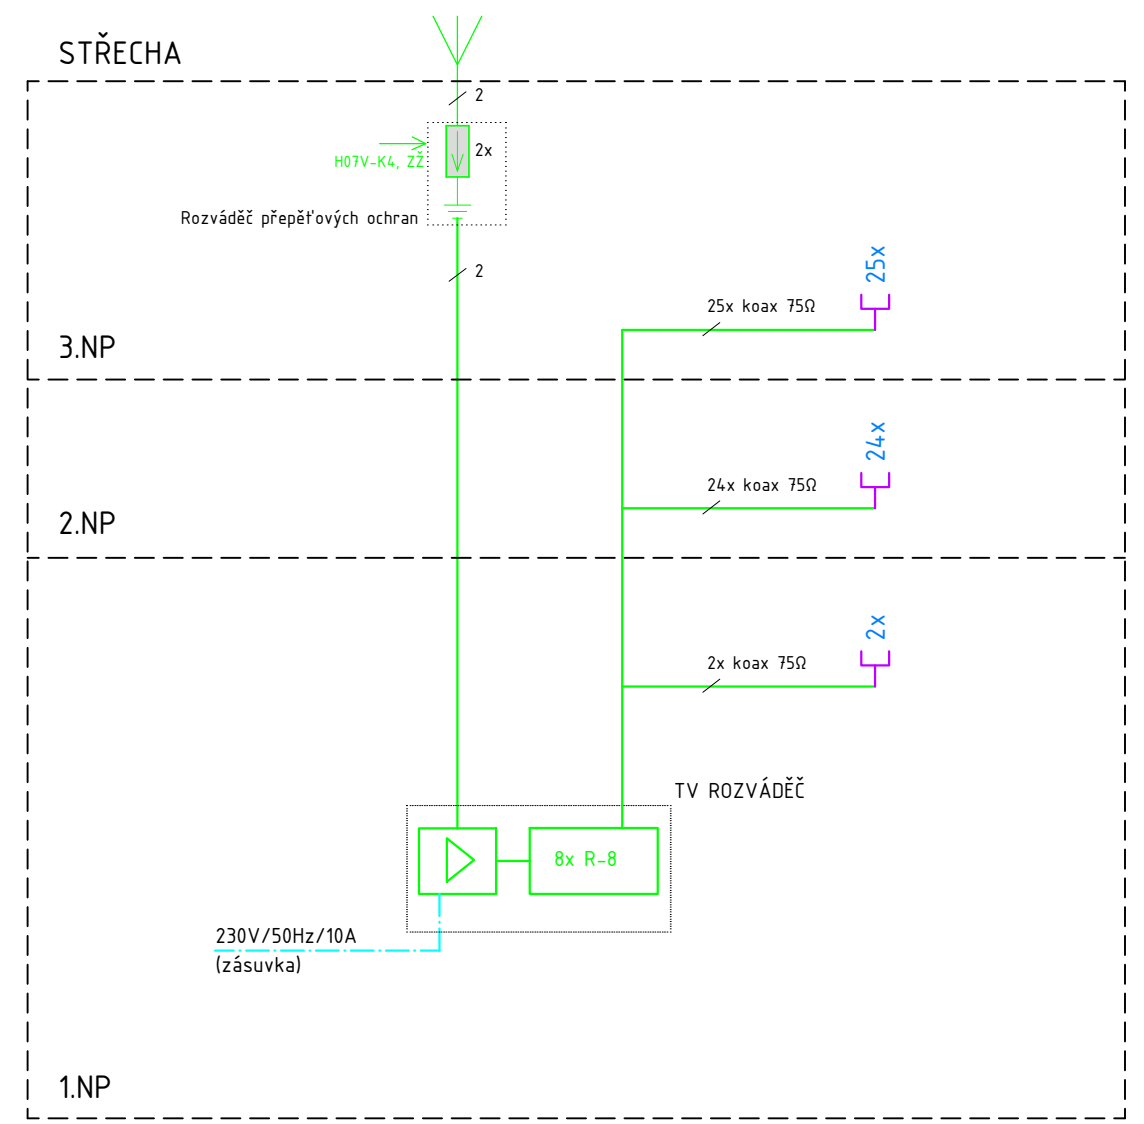 STŘECHA
2
2x
H07V-K4, ZŽ
Rozváděč přepěťových ochran
2
25x
25x koax 75Ω
3.NP
24x
24x koax 75Ω
2.NP
2x
2x koax 75Ω
TV ROZVÁDĚČ
8x R-8
230V/50Hz/10A
(zásuvka)
1.NP